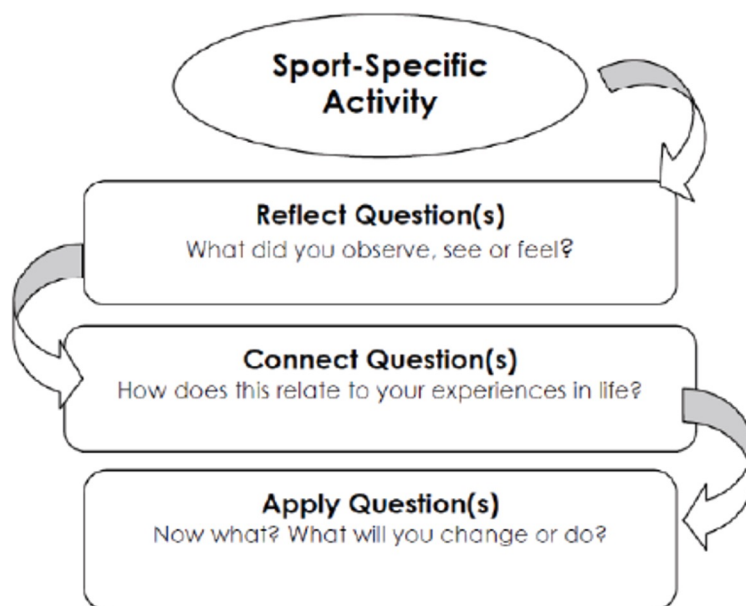 Sport-Specific
Activity
Reflect Question(s)
What did you observe, see or feel?
Connect Question(s)
How does this relate to your experiences in life?
Apply Question(s)
Now what? What will you change or do?